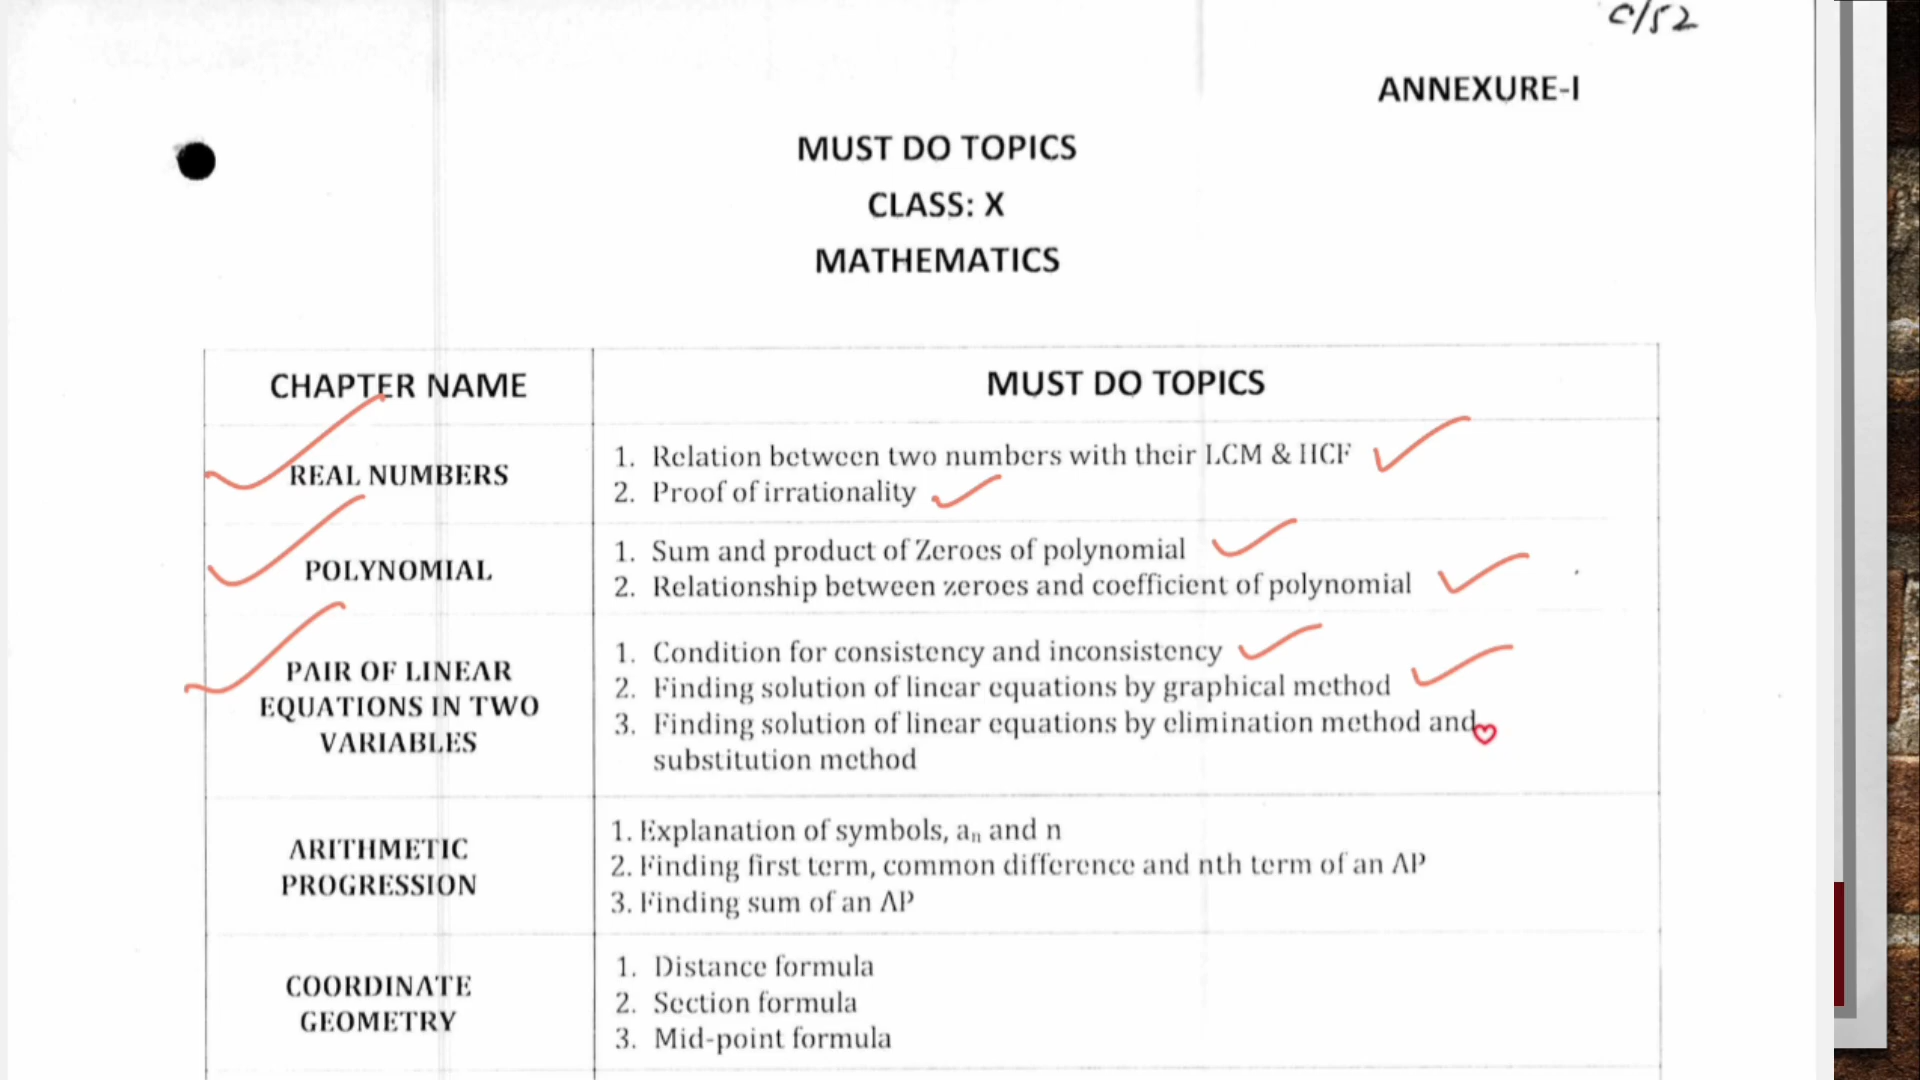 C/52
ANNEXURE-I
MUST DO TOPICS
CLASS: X
MATHEMATICS
CHAPTER NAME
MUST DO TOPICS
REAL NUMBERS
1. Relation between two numbers with their LCM & HCF
2. Proof of irrationality
POLYNOMIAL
1. Sum and product of Zeroes of polynomial
2. Relationship between zeroes and coefficient of polynomial
PAIR OF LINEAR
EQUATIONS IN TWO
VARIABLES
1. Condition for consistency and inconsistency
2. Finding solution of linear equations by graphical method
3. Finding solution of linear equations by elimination method and
substitution method
ARITHMETIC
PROGRESSION
1. Explanation of symbols, aₙ and n
2. Finding first term, common difference and nth term of an AP
3. Finding sum of an AP
COORDINATE
GEOMETRY
1. Distance formula
2. Section formula
3. Mid-point formula